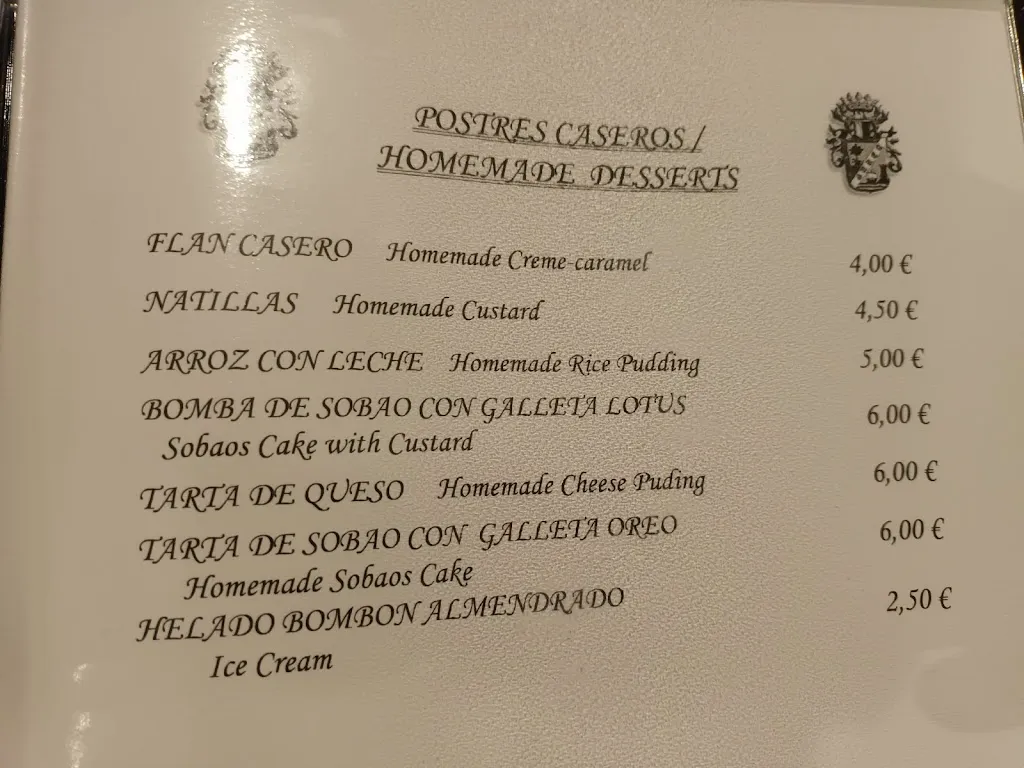 POSTRES CASEROS /
HOMEMADE DESSERTS
FLAN CASERO Homemade Creme-caramel 4,00 €
NATILLAS Homemade Custard 4,50 €
ARROZ CON LECHE Homemade Rice Pudding 5,00 €
BOMBA DE SOBAO CON GALLETA LOTUS 6,00 €
Sobaos Cake with Custard
TARTA DE QUESO Homemade Cheese Puding 6,00 €
TARTA DE SOBAO CON GALLETA OREO 6,00 €
Homemade Sobaos Cake
HELADO BOMBON ALMENDRADO 2,50 €
Ice Cream